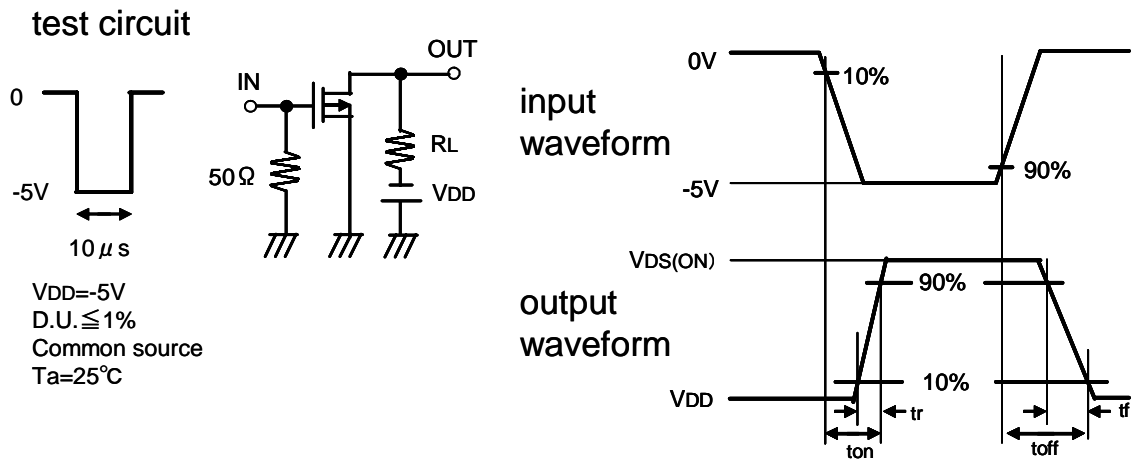 test circuit
0
-5V
10 μ s
IN
OUT
50Ω
RL
VDD
VDD=-5V
D.U.≦1%
Common source
Ta=25℃
input
waveform
0V
10%
-5V
90%
output
waveform
VDS(ON)
90%
10%
VDD
tr
tf
ton
toff